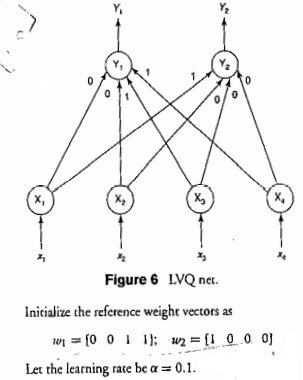 Y₁ Y₂
Y₁ Y₂
0 0 1 1 1 0 0 0
X₁ X₂ X₃ X₄
x₁ x₂ x₃ x₄
Figure 6 LVQ net.
Initialize the reference weight vectors as
w₁ = [0 0 1 1]; w₂ = [1 0 0 0]
Let the learning rate be α = 0.1.